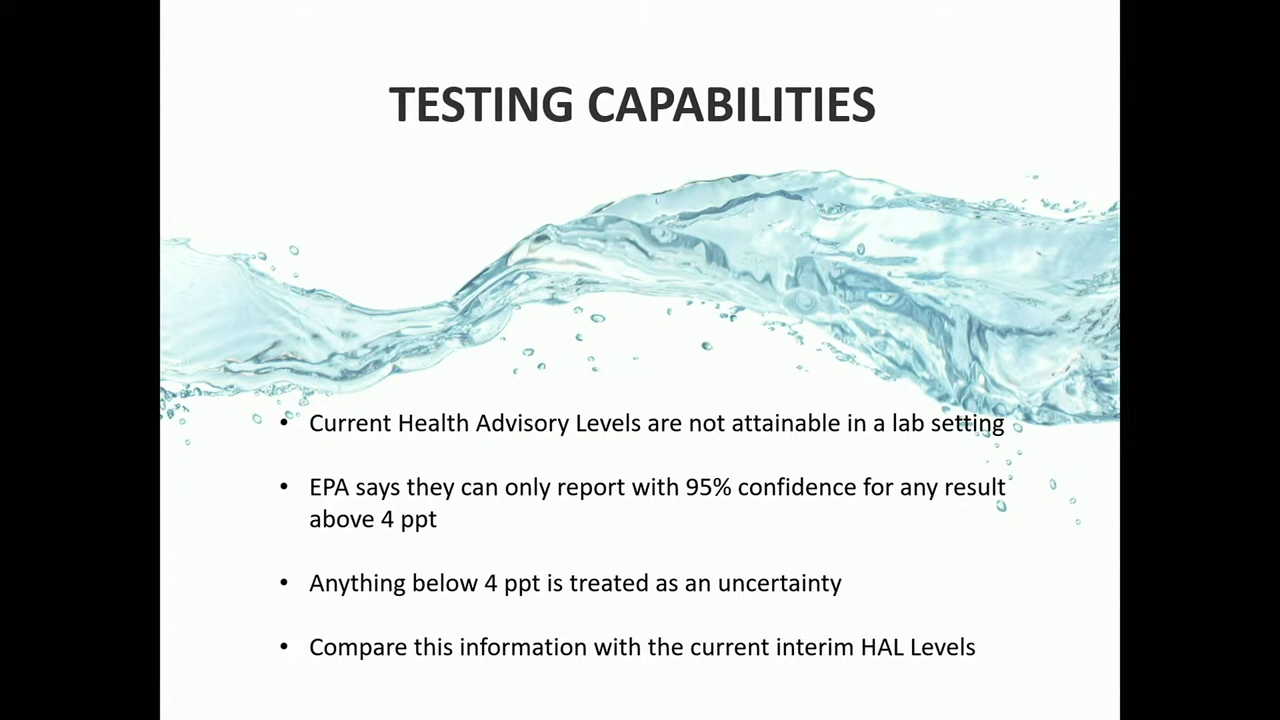 TESTING CAPABILITIES
• Current Health Advisory Levels are not attainable in a lab setting
• EPA says they can only report with 95% confidence for any result
above 4 ppt
• Anything below 4 ppt is treated as an uncertainty
• Compare this information with the current interim HAL Levels